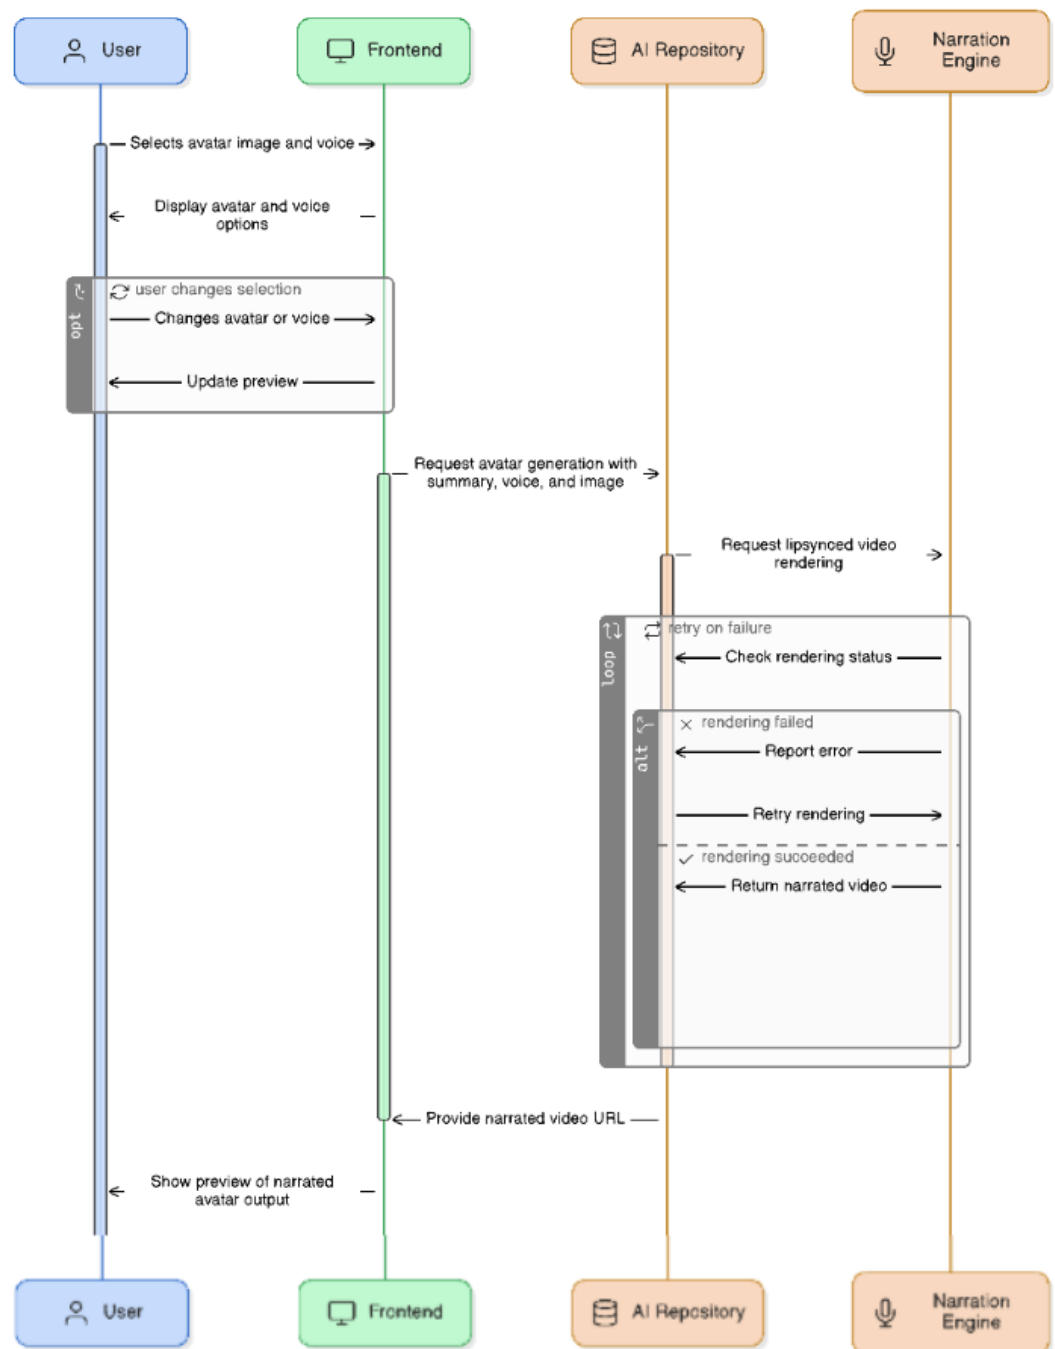 User
Frontend
AI Repository
Narration
Engine
Selects avatar image and voice
Display avatar and voice
options
opt
user changes selection
Changes avatar or voice
Update preview
Request avatar generation with
summary, voice, and image
Request lipsynced video
rendering
loop
retry on failure
Check rendering status
alt
rendering failed
Report error
Retry rendering
rendering succeeded
Return narrated video
Provide narrated video URL
Show preview of narrated
avatar output
User
Frontend
AI Repository
Narration
Engine